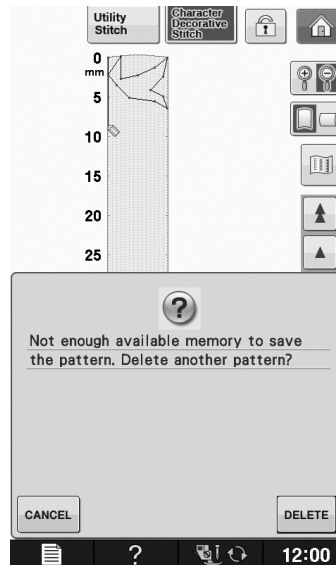 Utility
Stitch
Character
Decorative
Stitch
0
mm
5
10
15
20
25
?
Not enough available memory to save
the pattern. Delete another pattern?
CANCEL
DELETE
?
12:00